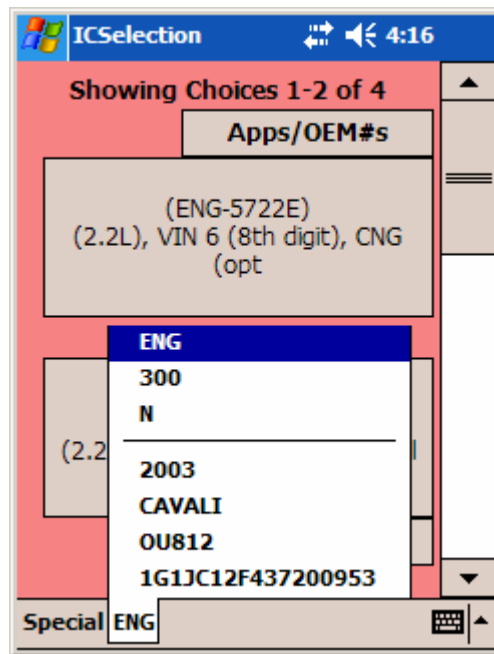 ICSelection 4:16
Showing Choices 1-2 of 4
Apps/OEM#s
(ENG-5722E)
(2.2L), VIN 6 (8th digit), CNG
(opt
ENG
300
N
(2.2
2003
CAVALI
OU812
1G1JC12F437200953
Special ENG